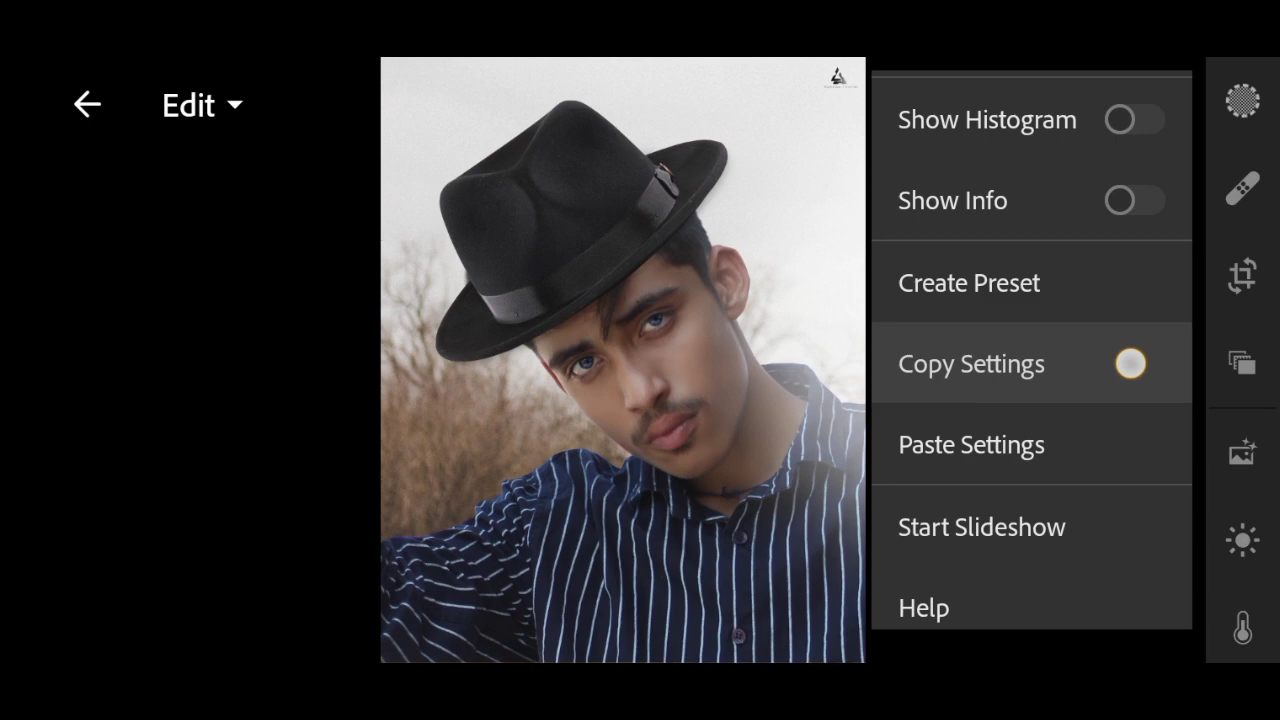 Edit
Show Histogram
Show Info
Create Preset
Copy Settings
Paste Settings
Start Slideshow
Help